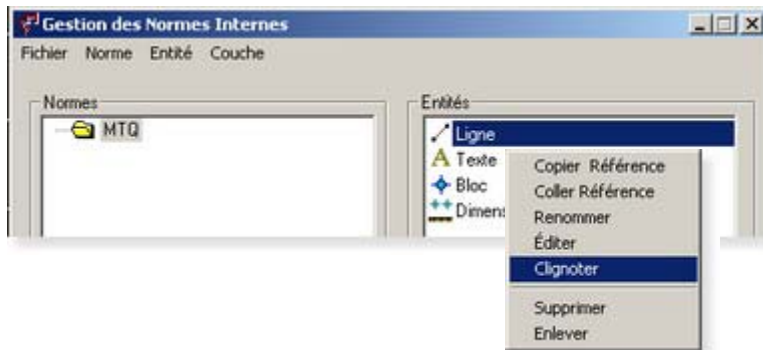 Gestion des Normes Internes
Fichier Norme Entité Couche
Normes
MTQ
Entités
Ligne
Texte
Bloc
Dimens
Copier Référence
Coller Référence
Renommer
Éditer
Clignoter
Supprimer
Enlever